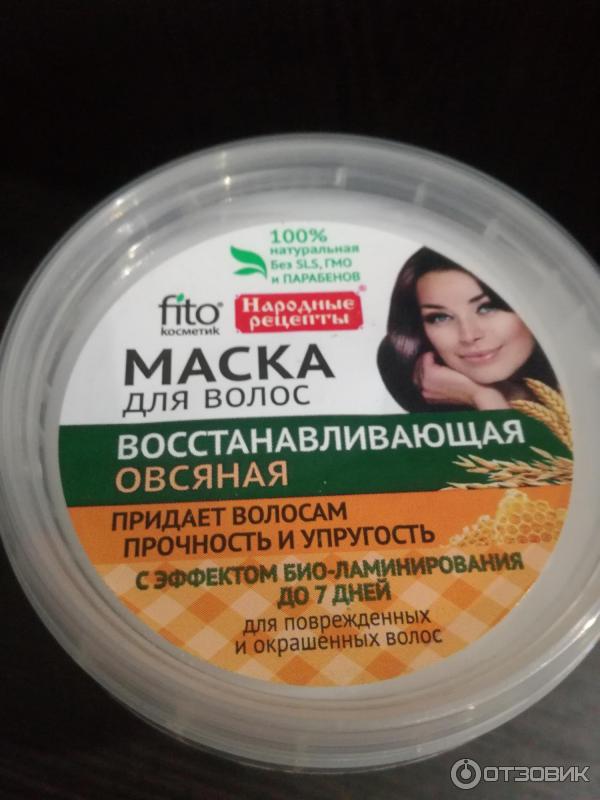 100%
натуральная
Без SLS, ГМО
и ПАРАБЕНОВ
fito®
косметик
Народные
рецепты®
МАСКА
ДЛЯ ВОЛОС
ВОССТАНАВЛИВАЮЩАЯ
ОВСЯНАЯ
ПРИДАЕТ ВОЛОСАМ
ПРОЧНОСТЬ И УПРУГОСТЬ
С ЭФФЕКТОМ БИО-ЛАМИНИРОВАНИЯ
ДО 7 ДНЕЙ
для поврежденных
и окрашенных волос
ОТЗОВИК